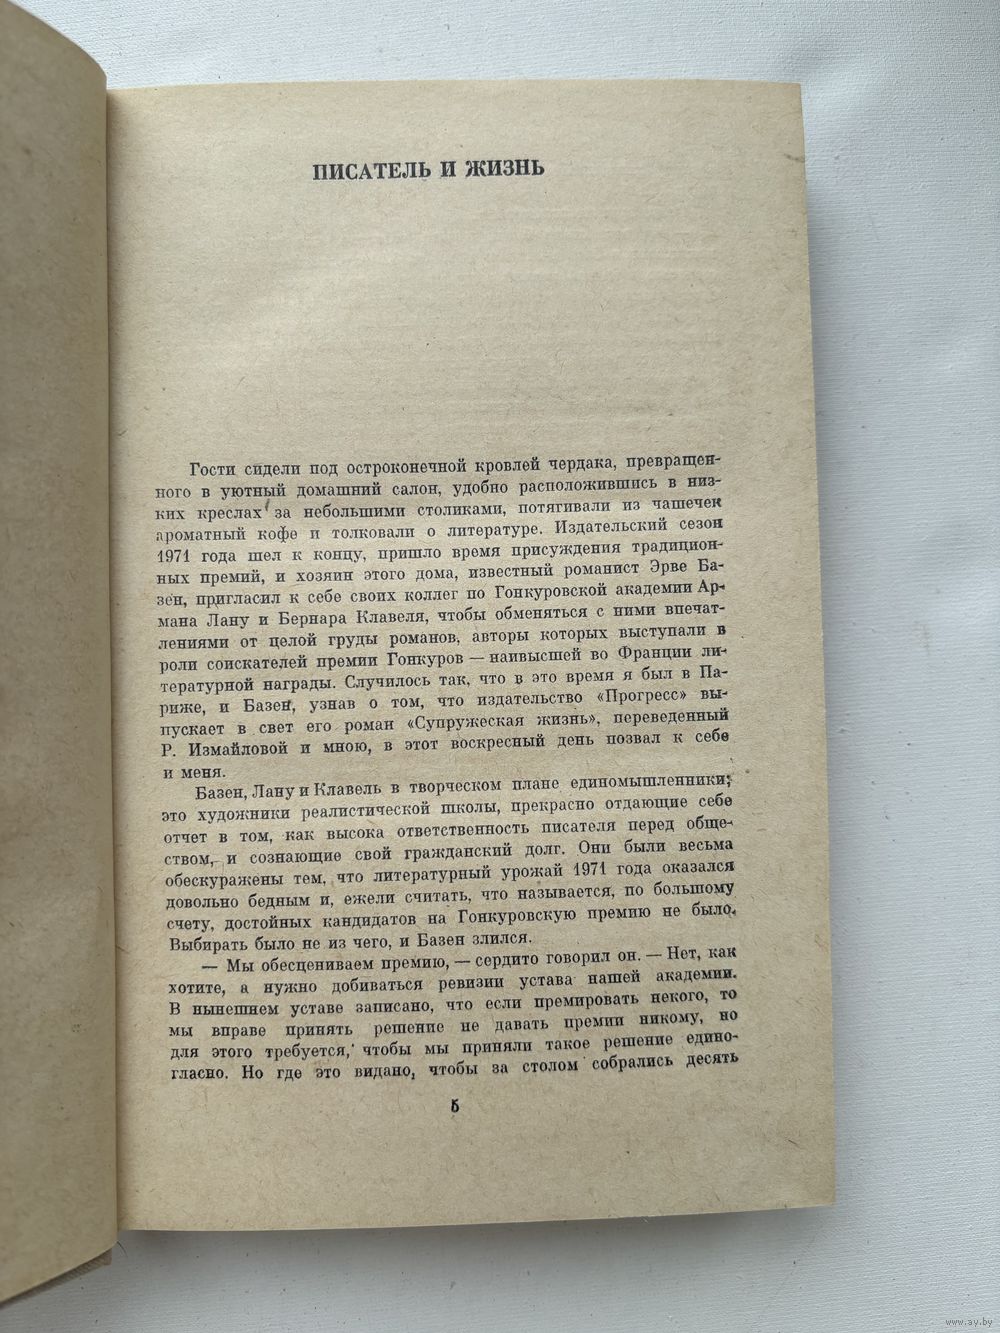 ПИСАТЕЛЬ И ЖИЗНЬ
Гости сидели под остроконечной кровлей чердака, превращен-
ного в уютный домашний салон, удобно расположившись в низ-
ких креслах за небольшими столиками, потягивали из чашечек
ароматный кофе и толковали о литературе. Издательский сезон
1971 года шел к концу, пришло время присуждения традицион-
ных премий, и хозяин этого дома, известный романист Эрве Ба-
зен, пригласил к себе своих коллег по Гонкуровской академии Ар-
мана Лану и Бернара Клавеля, чтобы обменяться с ними впечат-
лениями от целой груды романов, авторы которых выступали в
роли соискателей премии Гонкуров — наивысшей во Франции ли-
тературной награды. Случилось так, что в это время я был в Па-
риже, и Базен, узнав о том, что издательство «Прогресс» вы-
пускает в свет его роман «Супружеская жизнь», переведенный
Р. Измайловой и мною, в этот воскресный день позвал к себе
и меня.
Базен, Лану и Клавель в творческом плане единомышленники;
это художники реалистической школы, прекрасно отдающие себе
отчет в том, как высока ответственность писателя перед обще-
ством, и сознающие свой гражданский долг. Они были весьма
обескуражены тем, что литературный урожай 1971 года оказался
довольно бедным и, ежели считать, что называется, по большому
счету, достойных кандидатов на Гонкуровскую премию не было.
Выбирать было не из чего, и Базен злился.
— Мы обесцениваем премию, — сердито говорил он. — Нет, как
хотите, а нужно добиваться ревизии устава нашей академии.
В нынешнем уставе записано, что если премировать некого, то
мы вправе принять решение не давать премии никому, но
для этого требуется, чтобы мы приняли такое решение едино-
гласно. Но где это видано, чтобы за столом собрались десять
5
www.ay.by